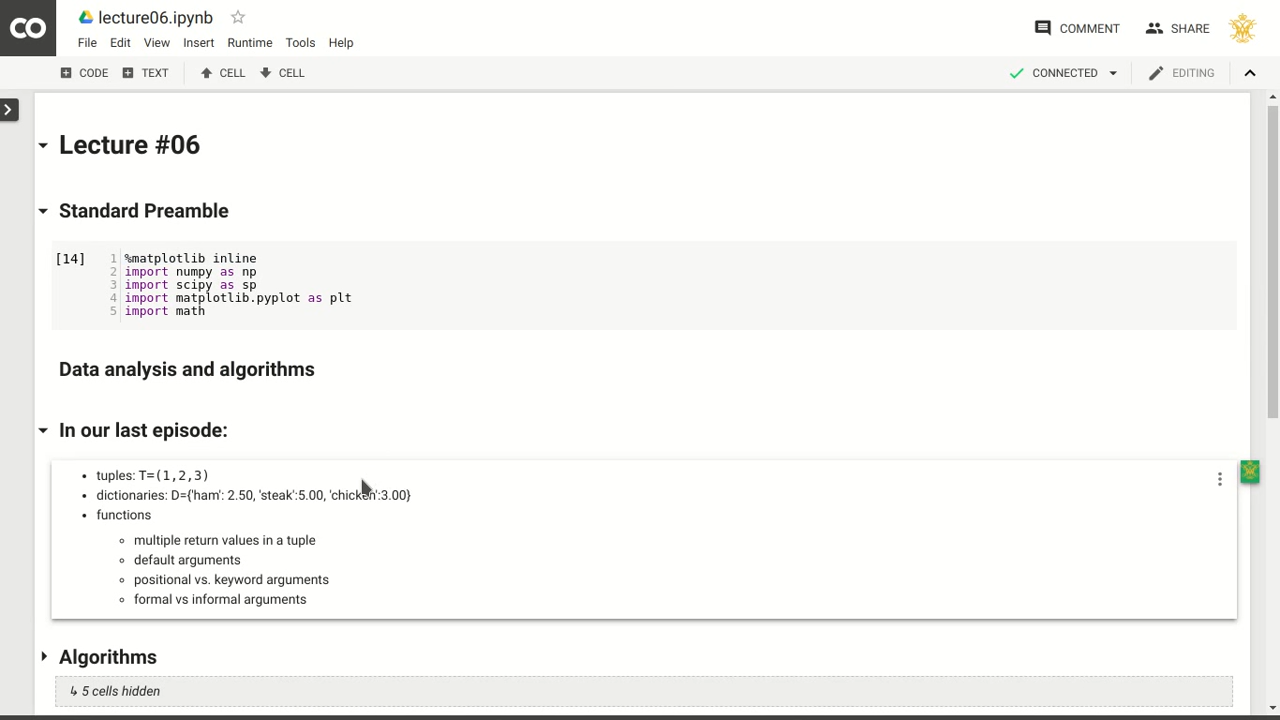 CO
lecture06.ipynb
File Edit View Insert Runtime Tools Help
COMMENT SHARE
CODE TEXT CELL CELL
CONNECTED EDITING
Lecture #06
Standard Preamble
[14] 1 %matplotlib inline
2 import numpy as np
3 import scipy as sp
4 import matplotlib.pyplot as plt
5 import math
Data analysis and algorithms
In our last episode:
• tuples: T=(1,2,3)
• dictionaries: D={'ham': 2.50, 'steak':5.00, 'chicken':3.00}
• functions
◦ multiple return values in a tuple
◦ default arguments
◦ positional vs. keyword arguments
◦ formal vs informal arguments
Algorithms
↳ 5 cells hidden